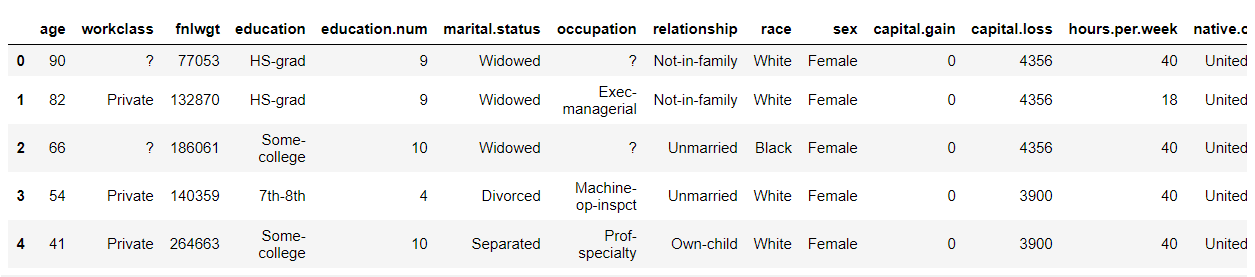 age workclass fnlwgt education education.num marital.status occupation relationship race sex capital.gain capital.loss hours.per.week native.c
0 90 ? 77053 HS-grad 9 Widowed ? Not-in-family White Female 0 4356 40 United
1 82 Private 132870 HS-grad 9 Widowed Exec-
managerial Not-in-family White Female 0 4356 18 United
2 66 ? 186061 Some-
college 10 Widowed ? Unmarried Black Female 0 4356 40 United
3 54 Private 140359 7th-8th 4 Divorced Machine-
op-inspct Unmarried White Female 0 3900 40 United
4 41 Private 264663 Some-
college 10 Separated Prof-
specialty Own-child White Female 0 3900 40 United